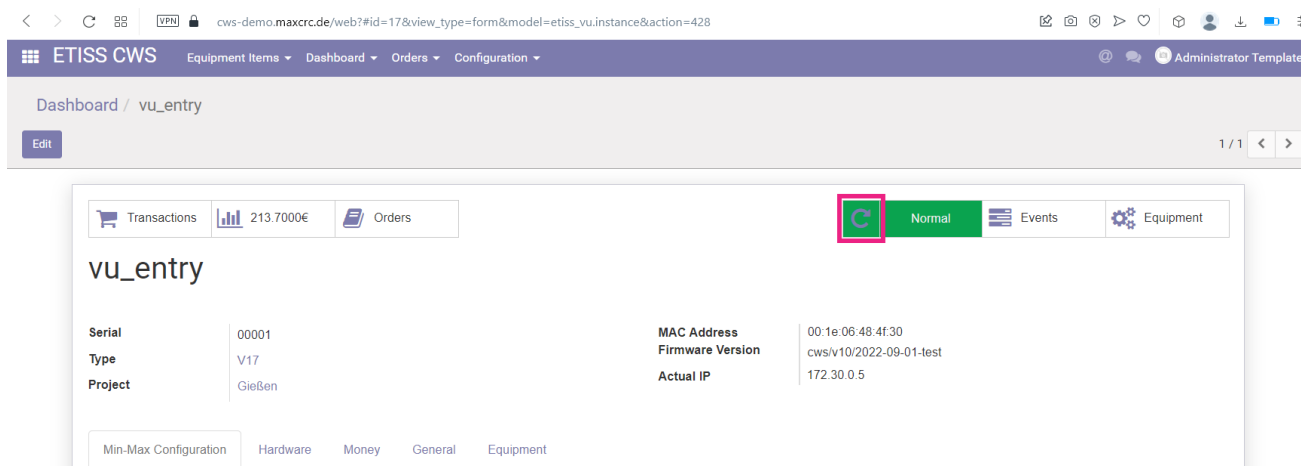 VPN cws-demo.maxcrc.de/web?#id=17&view_type=form&model=etiss_vu.instance&action=428
ETISS CWS Equipment Items Dashboard Orders Configuration @ Administrator Template
Dashboard / vu_entry
Edit 1 / 1
Transactions 213.7000€ Orders Normal Events Equipment
vu_entry
Serial 00001 MAC Address 00:1e:06:48:4f:30
Type V17 Firmware Version cws/v10/2022-09-01-test
Project Gießen Actual IP 172.30.0.5
Min-Max Configuration Hardware Money General Equipment